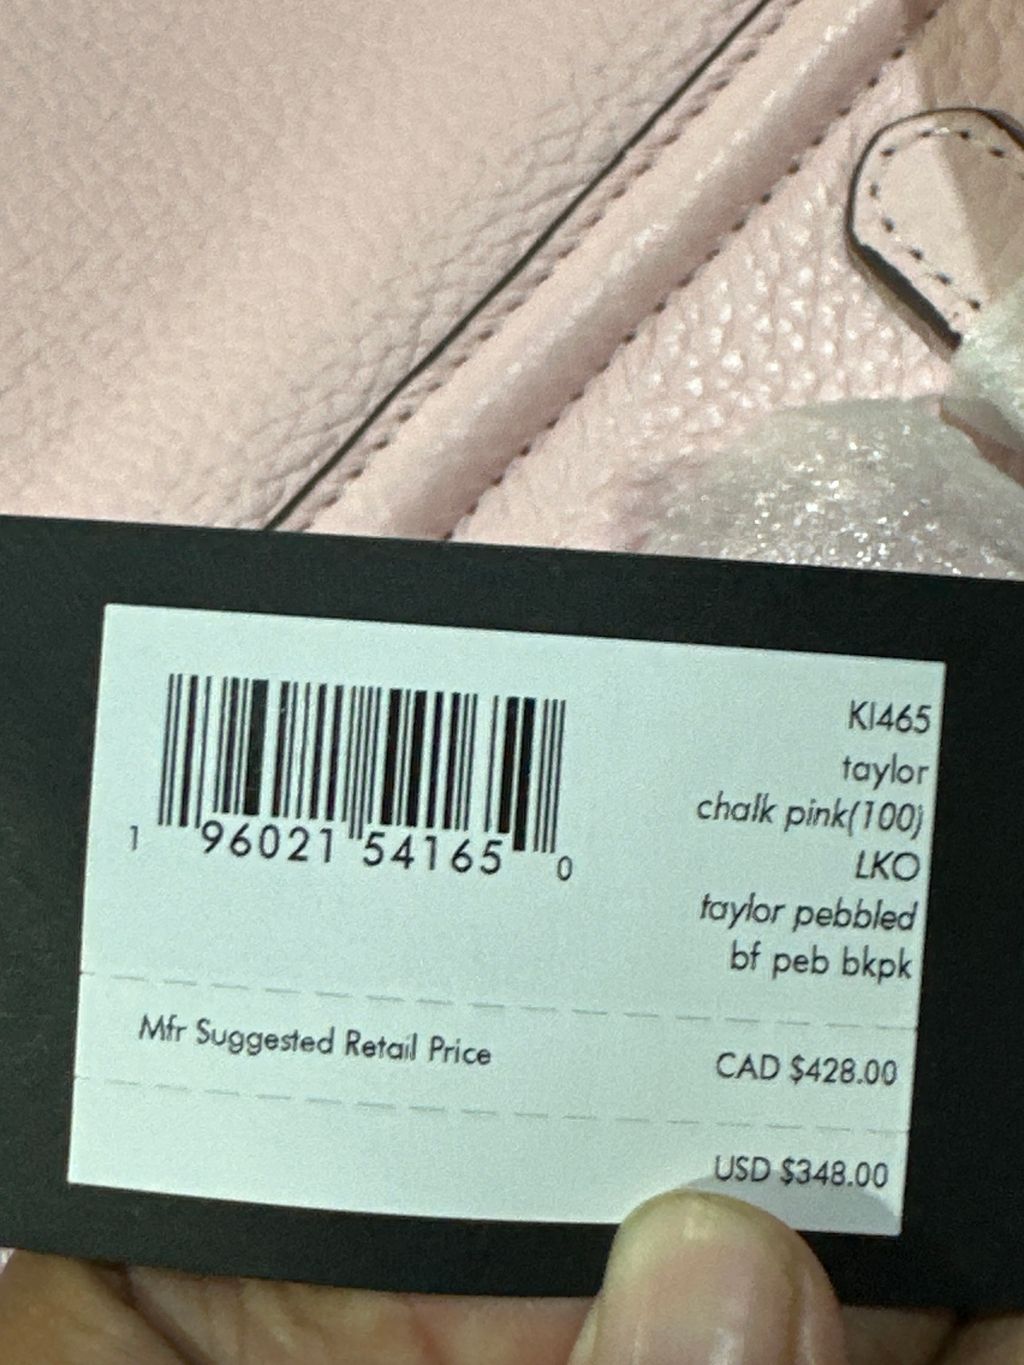 KI465
taylor
chalk pink(100)
LKO
taylor pebbled
bf peb bkpk
1 96021 54165 0
Mfr Suggested Retail Price CAD $428.00
USD $348.00